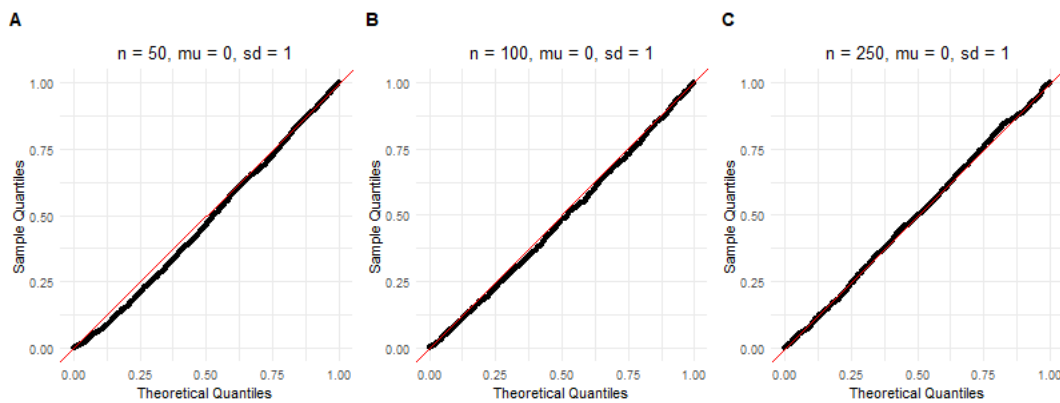 A
B
C
n = 50, mu = 0, sd = 1
n = 100, mu = 0, sd = 1
n = 250, mu = 0, sd = 1
Sample Quantiles
1.00
0.75
0.50
0.25
0.00
0.00 0.25 0.50 0.75 1.00
Theoretical Quantiles
Sample Quantiles
1.00
0.75
0.50
0.25
0.00
0.00 0.25 0.50 0.75 1.00
Theoretical Quantiles
Sample Quantiles
1.00
0.75
0.50
0.25
0.00
0.00 0.25 0.50 0.75 1.00
Theoretical Quantiles